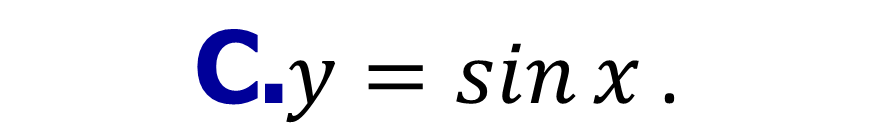 C. y = sin x .